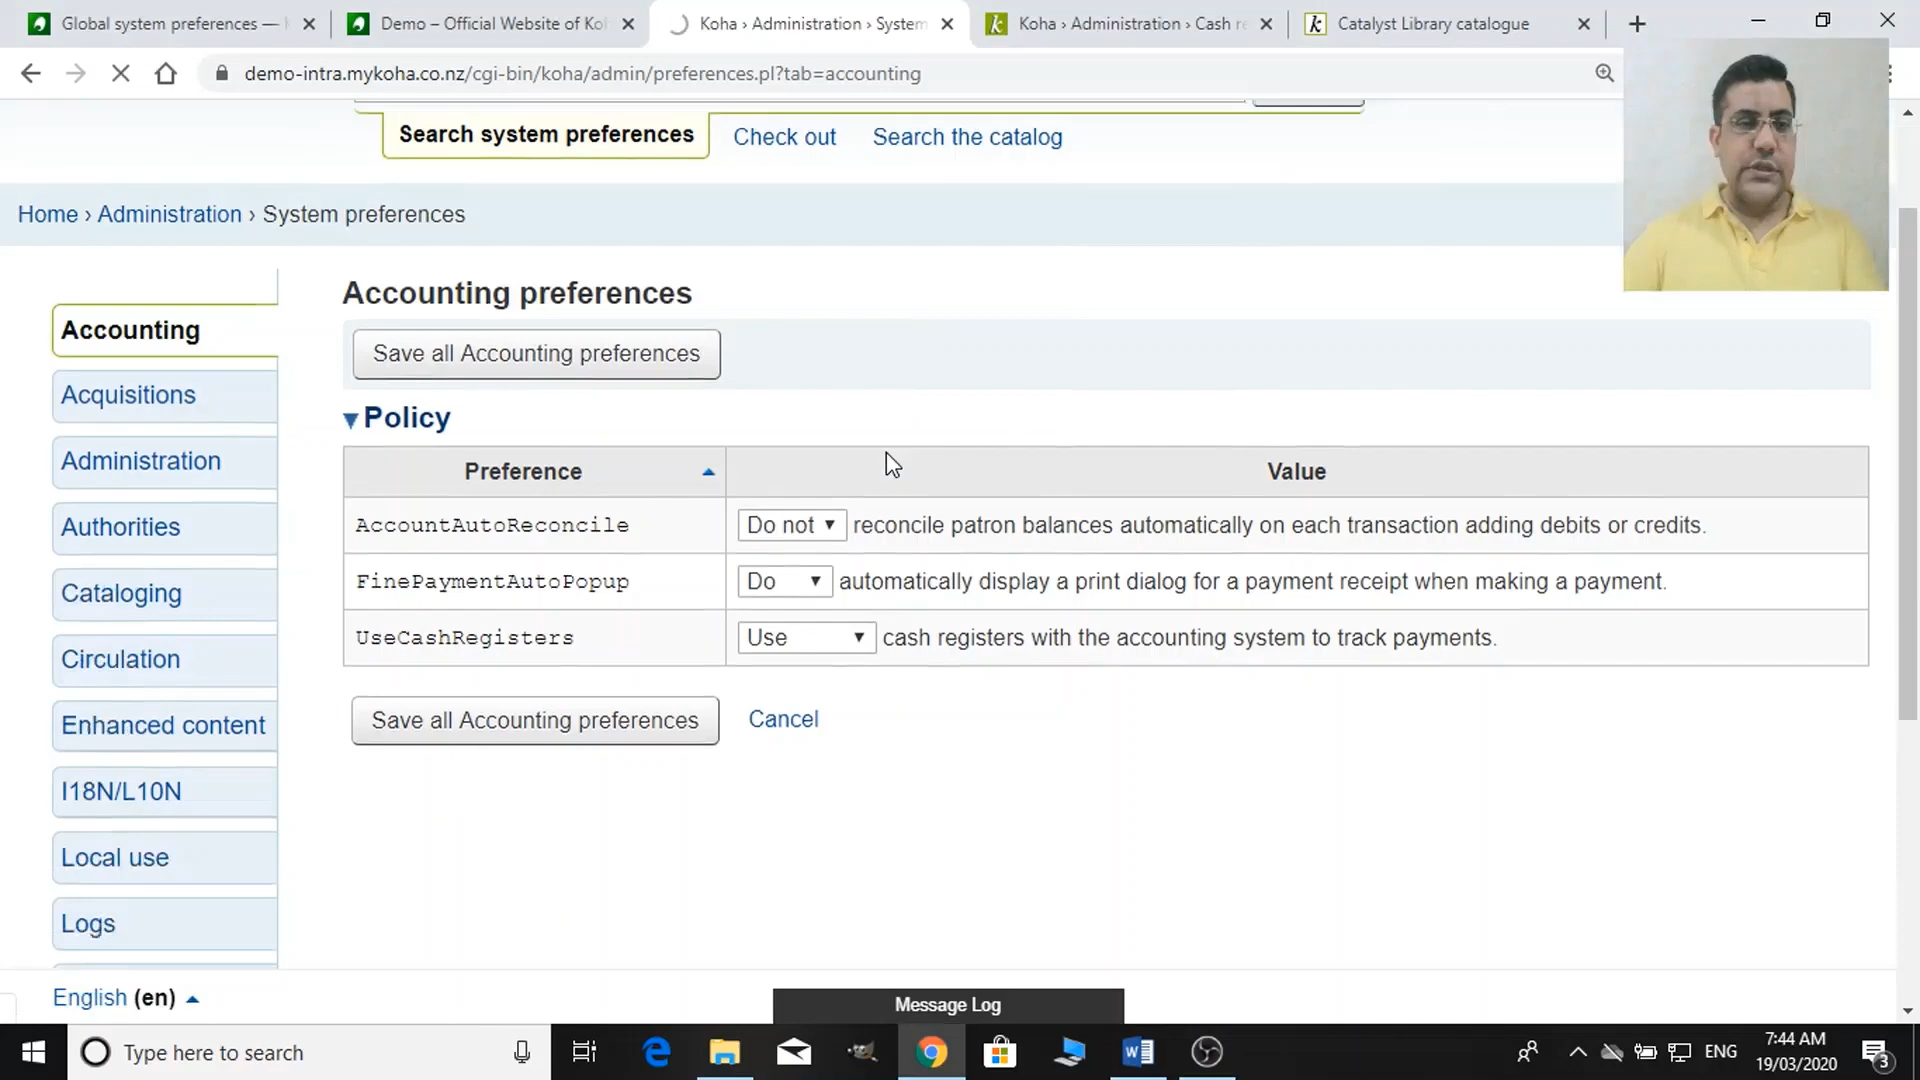 Global system preferences —
Demo – Official Website of Ko
Koha › Administration › System
Koha › Administration › Cash re
Catalyst Library catalogue
demo-intra.mykoha.co.nz/cgi-bin/koha/admin/preferences.pl?tab=accounting
Search system preferences
Check out
Search the catalog
Home › Administration › System preferences
Accounting
Acquisitions
Administration
Authorities
Cataloging
Circulation
Enhanced content
I18N/L10N
Local use
Logs
Accounting preferences
Save all Accounting preferences
Policy
Preference Value
AccountAutoReconcile Do not reconcile patron balances automatically on each transaction adding debits or credits.
FinePaymentAutoPopup Do automatically display a print dialog for a payment receipt when making a payment.
UseCashRegisters Use cash registers with the accounting system to track payments.
Save all Accounting preferences Cancel
English (en)
Message Log
Type here to search
ENG
7:44 AM
19/03/2020
3